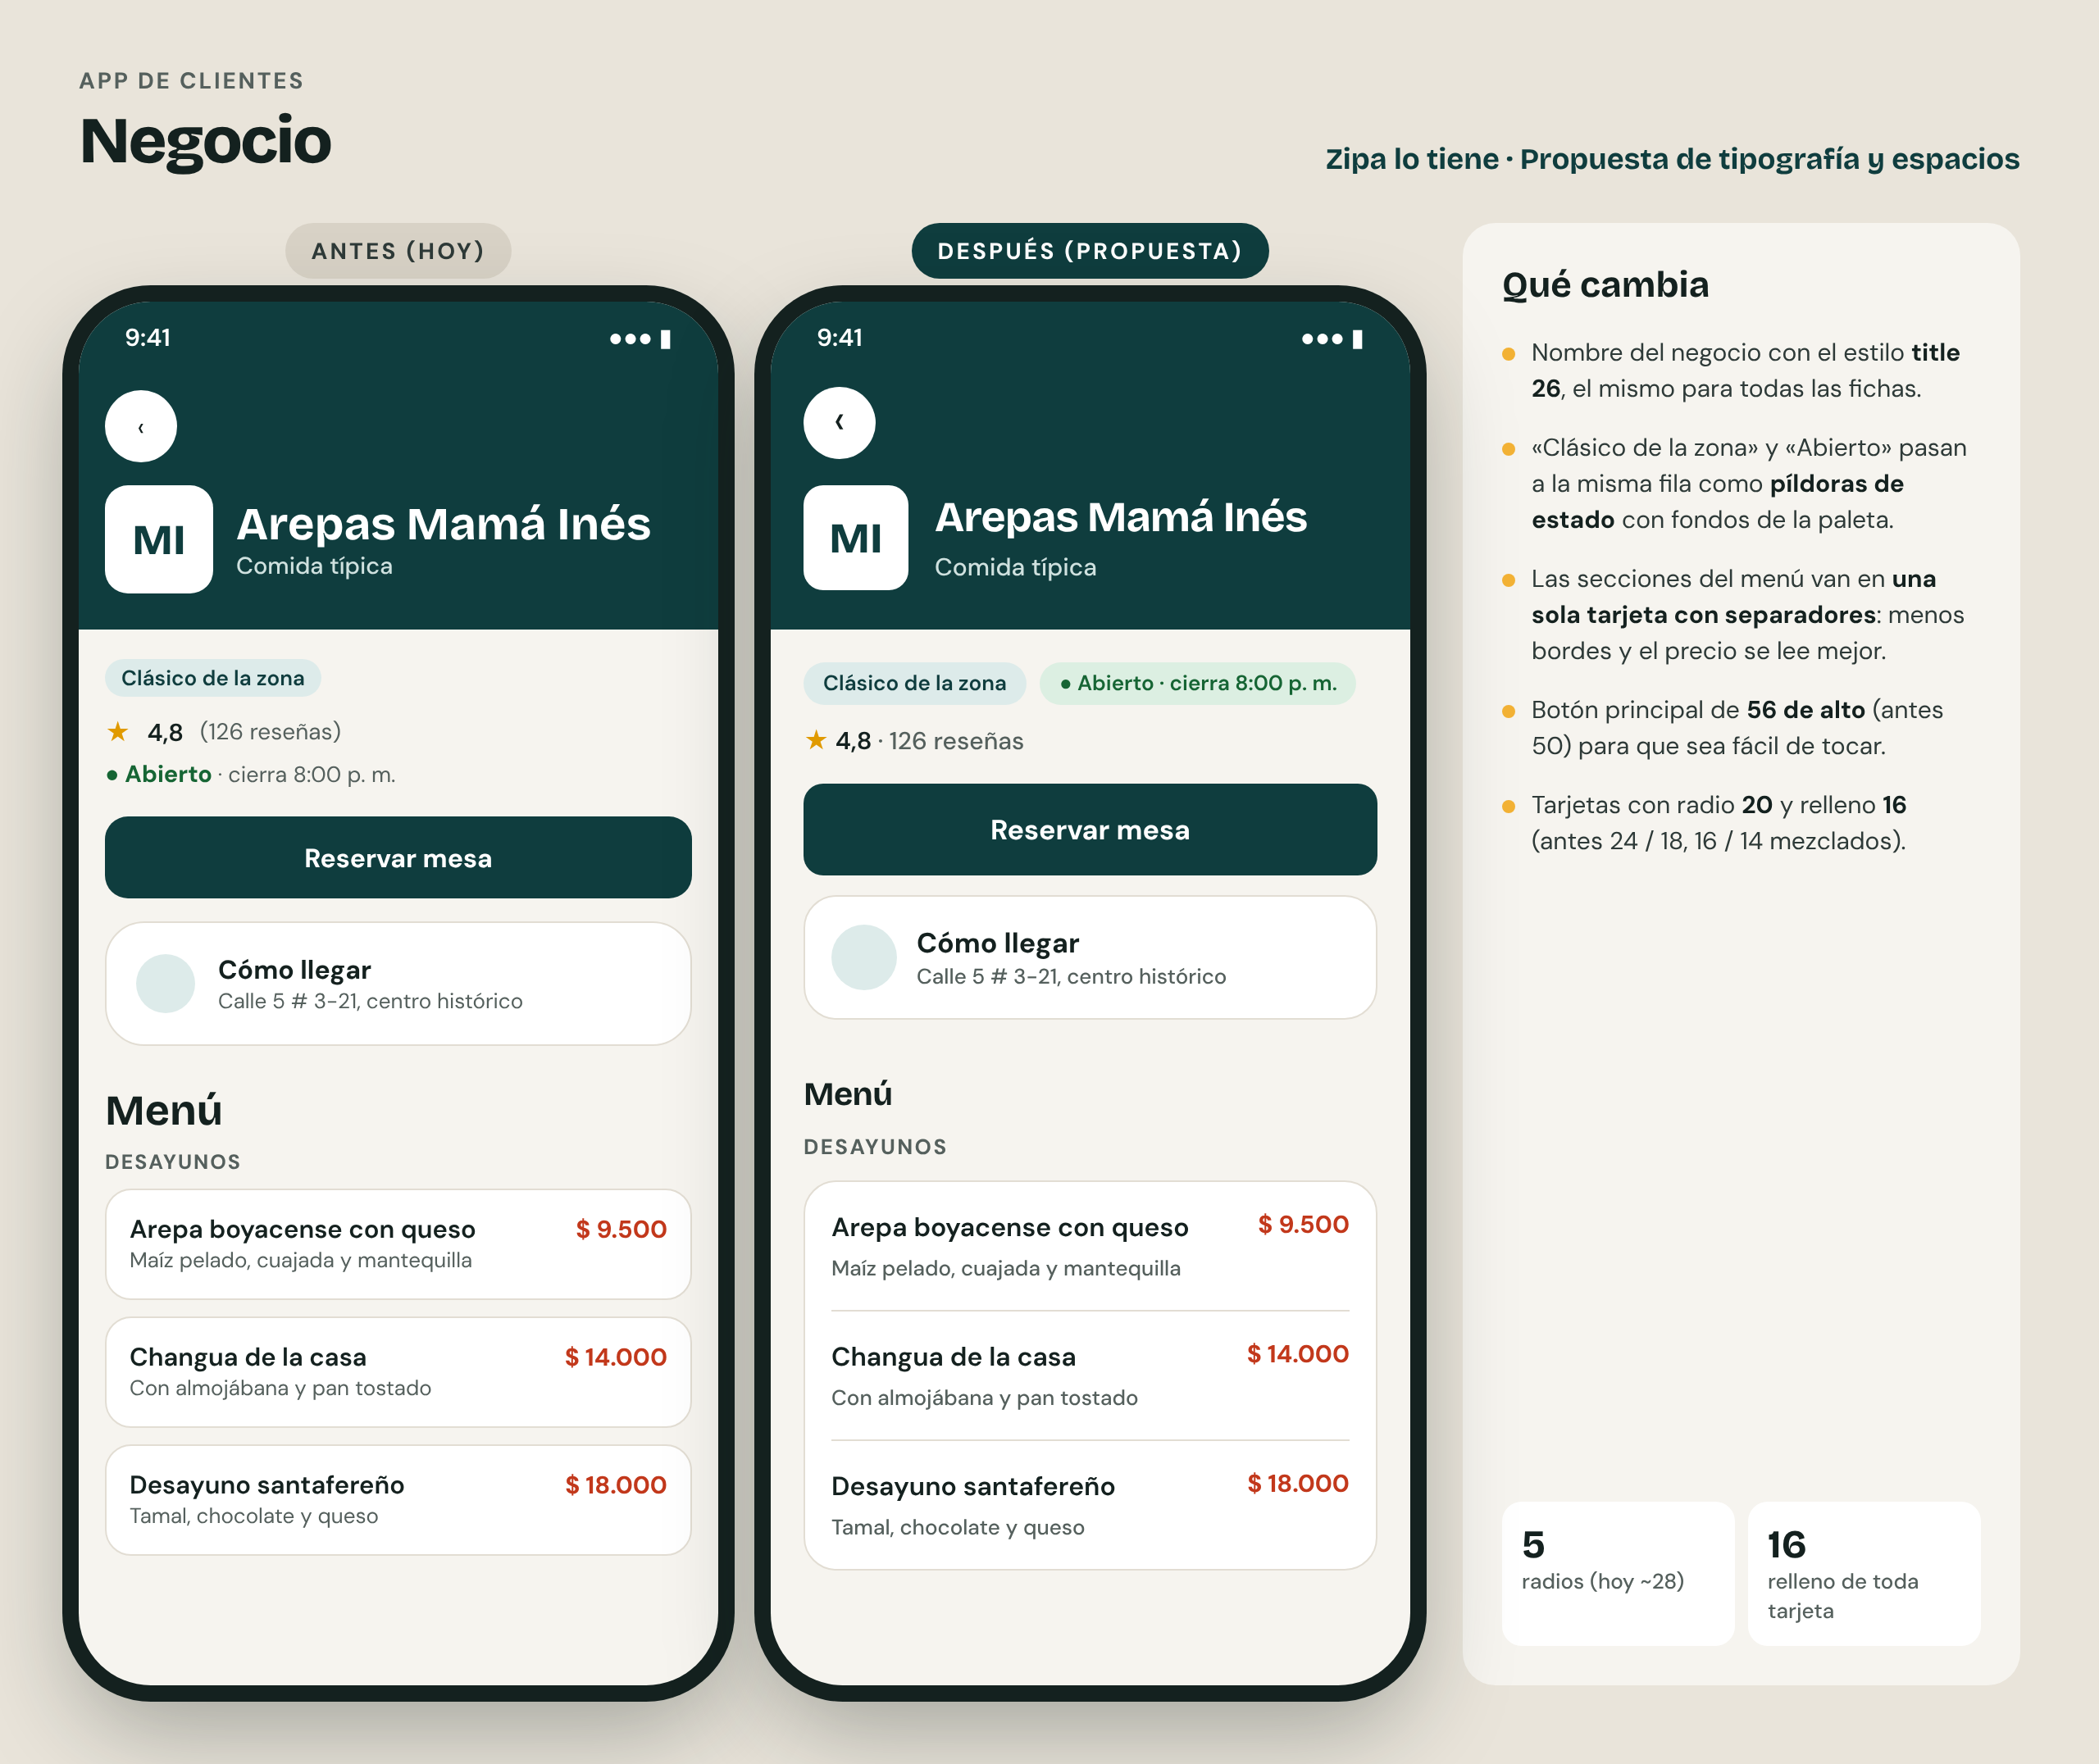 APP DE CLIENTES
Negocio
Zipa lo tiene · Propuesta de tipografía y espacios
ANTES (HOY)
9:41
‹
MI
Arepas Mamá Inés
Comida típica
Clásico de la zona
★ 4,8 (126 reseñas)
● Abierto · cierra 8:00 p. m.
Reservar mesa
Cómo llegar
Calle 5 # 3-21, centro histórico
Menú
DESAYUNOS
Arepa boyacense con queso $ 9.500
Maíz pelado, cuajada y mantequilla
Changua de la casa $ 14.000
Con almojábana y pan tostado
Desayuno santafereño $ 18.000
Tamal, chocolate y queso
DESPUÉS (PROPUESTA)
9:41
‹
MI
Arepas Mamá Inés
Comida típica
Clásico de la zona ● Abierto · cierra 8:00 p. m.
★ 4,8 · 126 reseñas
Reservar mesa
Cómo llegar
Calle 5 # 3-21, centro histórico
Menú
DESAYUNOS
Arepa boyacense con queso $ 9.500
Maíz pelado, cuajada y mantequilla
Changua de la casa $ 14.000
Con almojábana y pan tostado
Desayuno santafereño $ 18.000
Tamal, chocolate y queso
Qué cambia
Nombre del negocio con el estilo title
26, el mismo para todas las fichas.
«Clásico de la zona» y «Abierto» pasan
a la misma fila como píldoras de
estado con fondos de la paleta.
Las secciones del menú van en una
sola tarjeta con separadores: menos
bordes y el precio se lee mejor.
Botón principal de 56 de alto (antes
50) para que sea fácil de tocar.
Tarjetas con radio 20 y relleno 16
(antes 24 / 18, 16 / 14 mezclados).
5
radios (hoy ~28)
16
relleno de toda
tarjeta